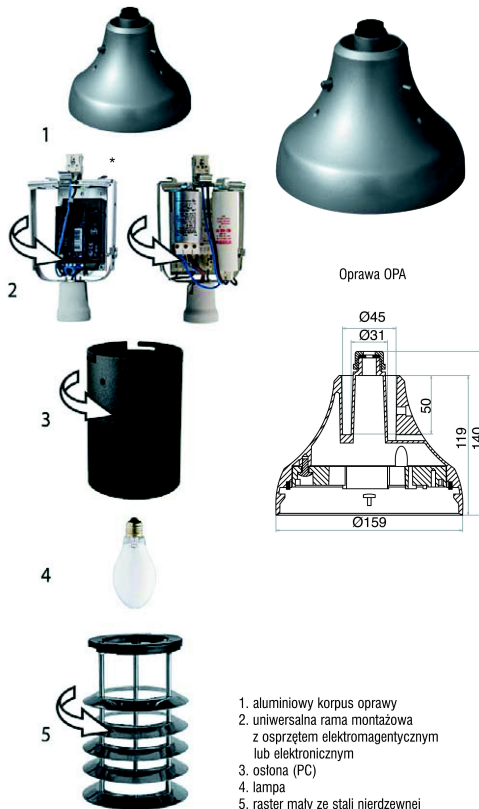 1
*
2
Oprawa OPA
Ø45
Ø31
50
119
140
Ø159
3
4
5
1. aluminiowy korpus oprawy
2. uniwersalna rama montażowa
z osprzętem elektromagentycznym
lub elektronicznym
3. osłona (PC)
4. lampa
5. raster mały ze stali nierdzewnej